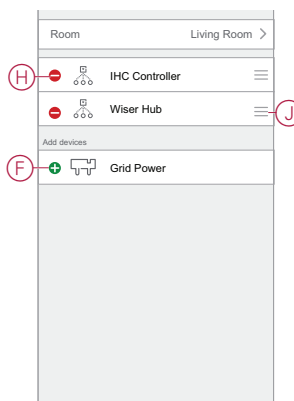 Room Living Room >
H IHC Controller
Wiser Hub J
Add devices
F Grid Power